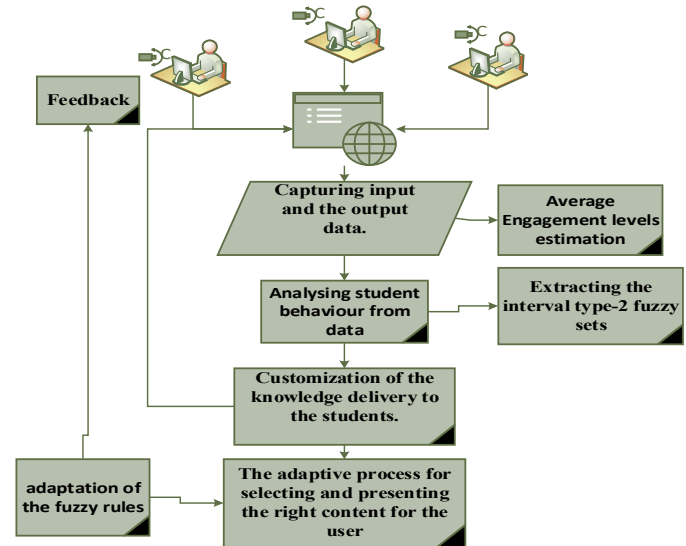 Feedback
Capturing input
and the output
data.
Average
Engagement levels
estimation
Analysing student
behaviour from
data
Extracting the
interval type-2 fuzzy
sets
Customization of the
knowledge delivery to
the students.
adaptation of
the fuzzy rules
The adaptive process for
selecting and presenting
the right content for the
user